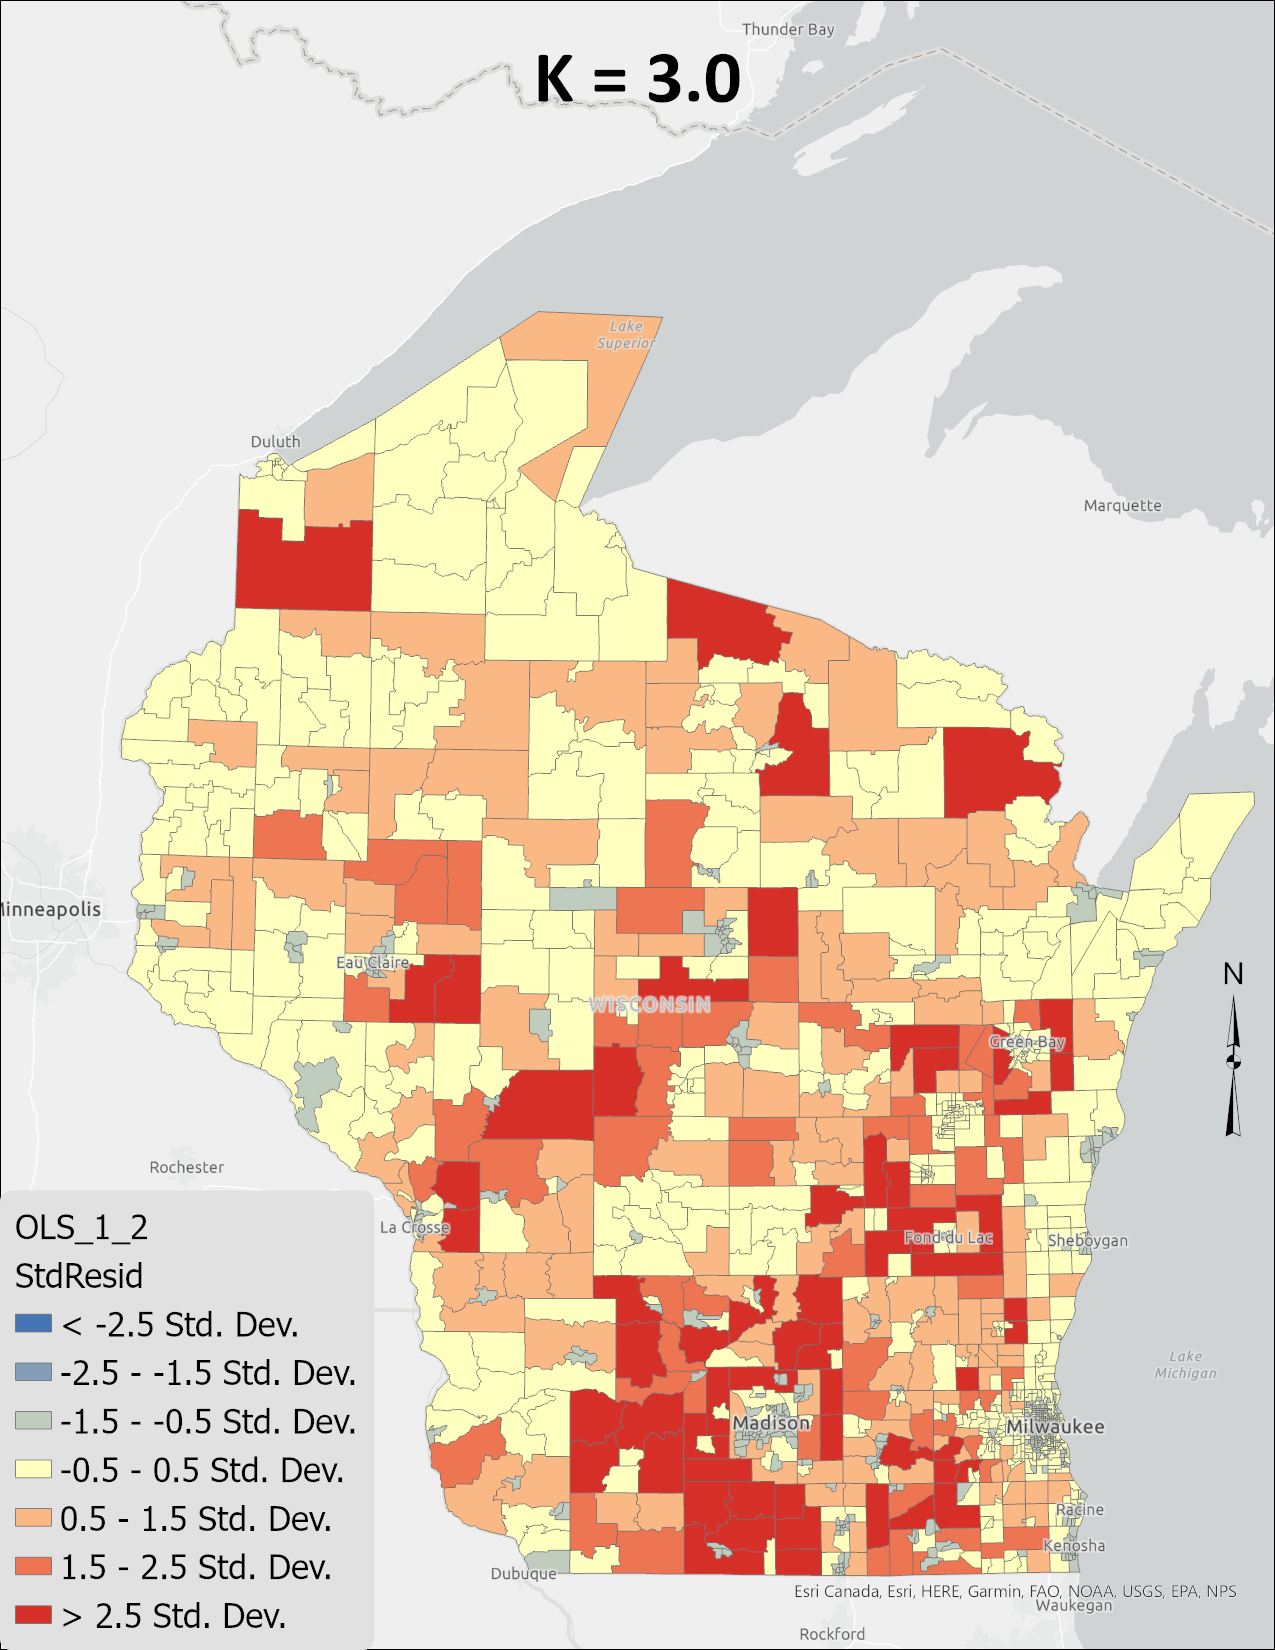 Thunder Bay
K = 3.0
Lake
Superior
Duluth
Marquette
Minneapolis
Eau Claire
N
WISCONSIN
Green Bay
Rochester
La Crosse
Fond du Lac
Sheboygan
Lake
Michigan
Madison
Milwaukee
Racine
Kenosha
Dubuque
Esri Canada, Esri, HERE, Garmin, FAO, NOAA, USGS, EPA, NPS
Waukegan
Rockford
OLS_1_2
StdResid
< -2.5 Std. Dev.
-2.5 - -1.5 Std. Dev.
-1.5 - -0.5 Std. Dev.
-0.5 - 0.5 Std. Dev.
0.5 - 1.5 Std. Dev.
1.5 - 2.5 Std. Dev.
> 2.5 Std. Dev.